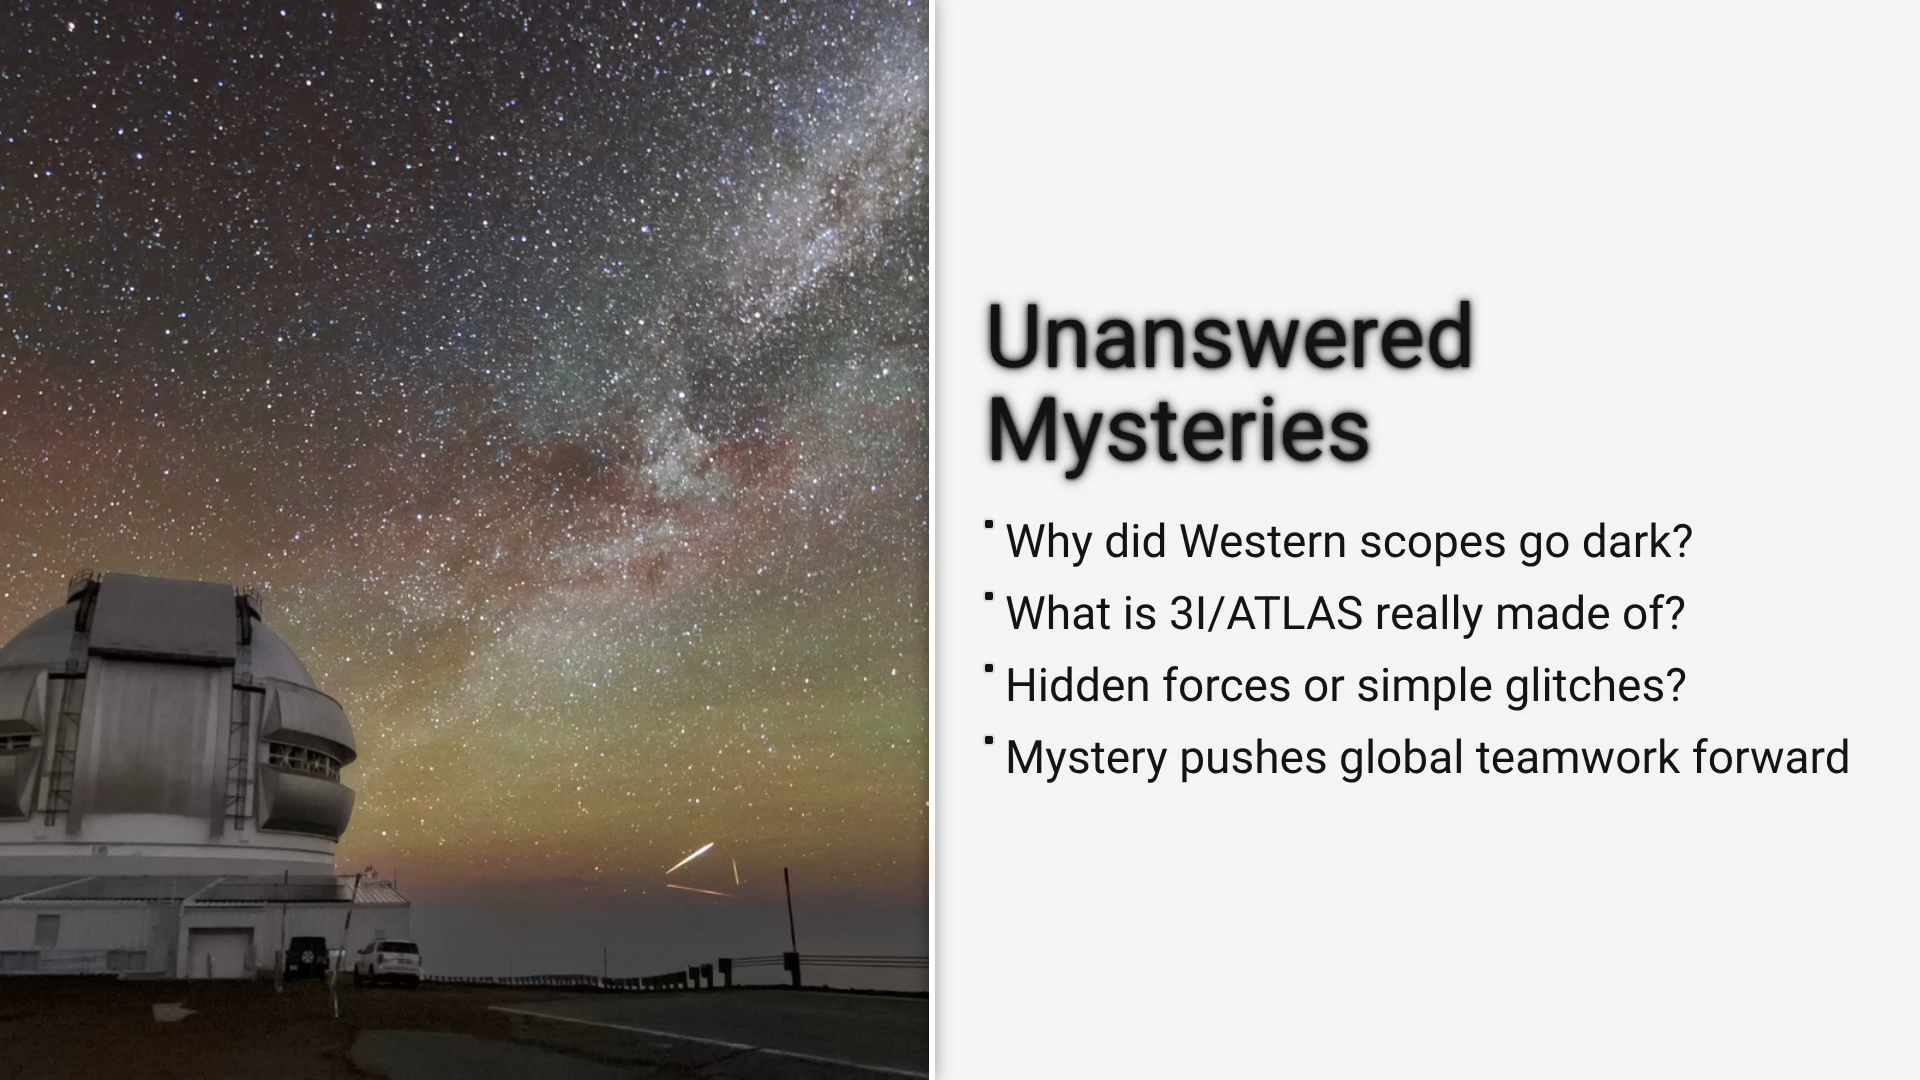 Unanswered
Mysteries
Why did Western scopes go dark?
What is 3I/ATLAS really made of?
Hidden forces or simple glitches?
Mystery pushes global teamwork forward